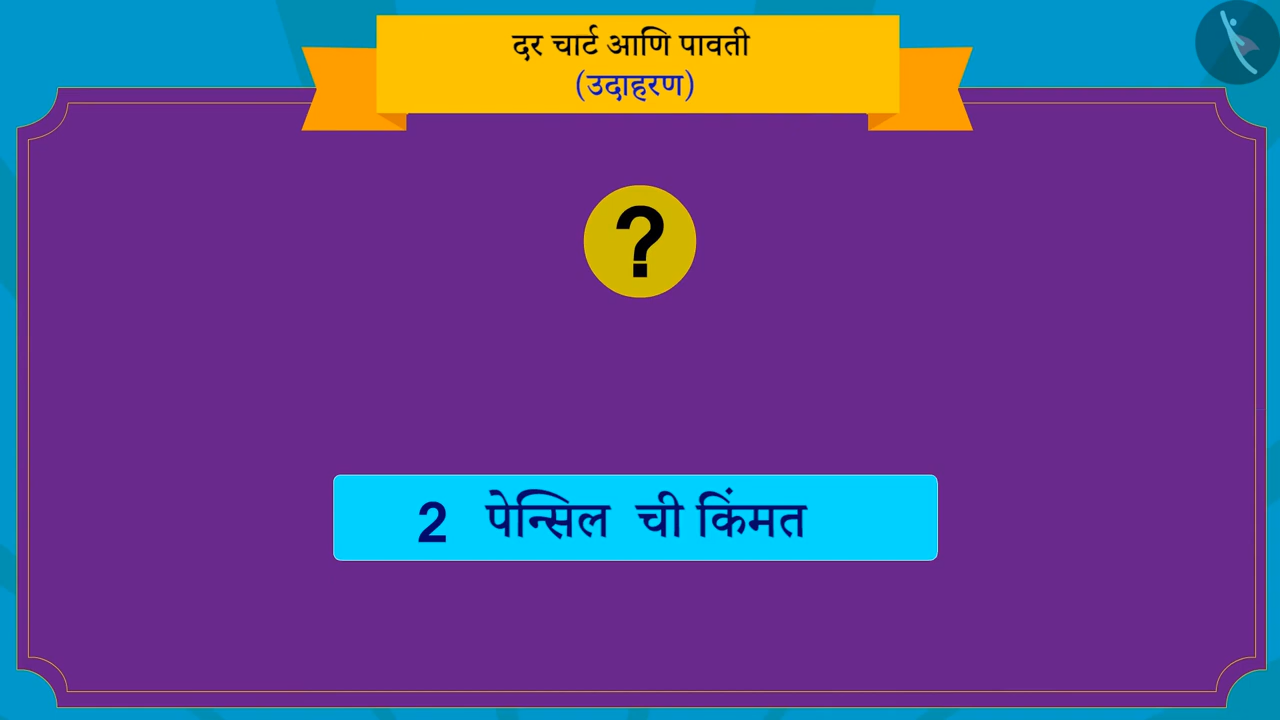 दर चार्ट आणि पावती
(उदाहरण)
?
2 पेन्सिल ची किंमत